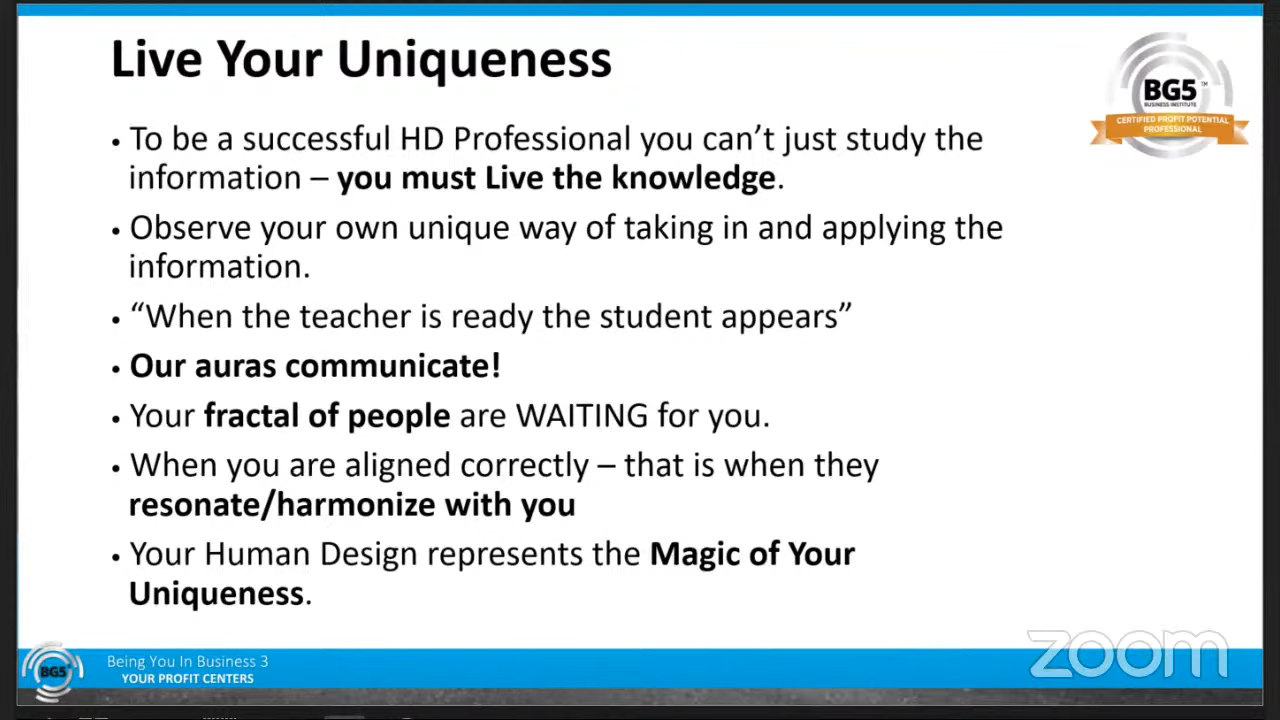 Live Your Uniqueness
BG5™
BUSINESS INSTITUTE
CERTIFIED PROFIT POTENTIAL
PROFESSIONAL
• To be a successful HD Professional you can’t just study the
information – you must Live the knowledge.
• Observe your own unique way of taking in and applying the
information.
• “When the teacher is ready the student appears”
• Our auras communicate!
• Your fractal of people are WAITING for you.
• When you are aligned correctly – that is when they
resonate/harmonize with you
• Your Human Design represents the Magic of Your
Uniqueness.
zoom
BG5
Being You In Business 3
YOUR PROFIT CENTERS